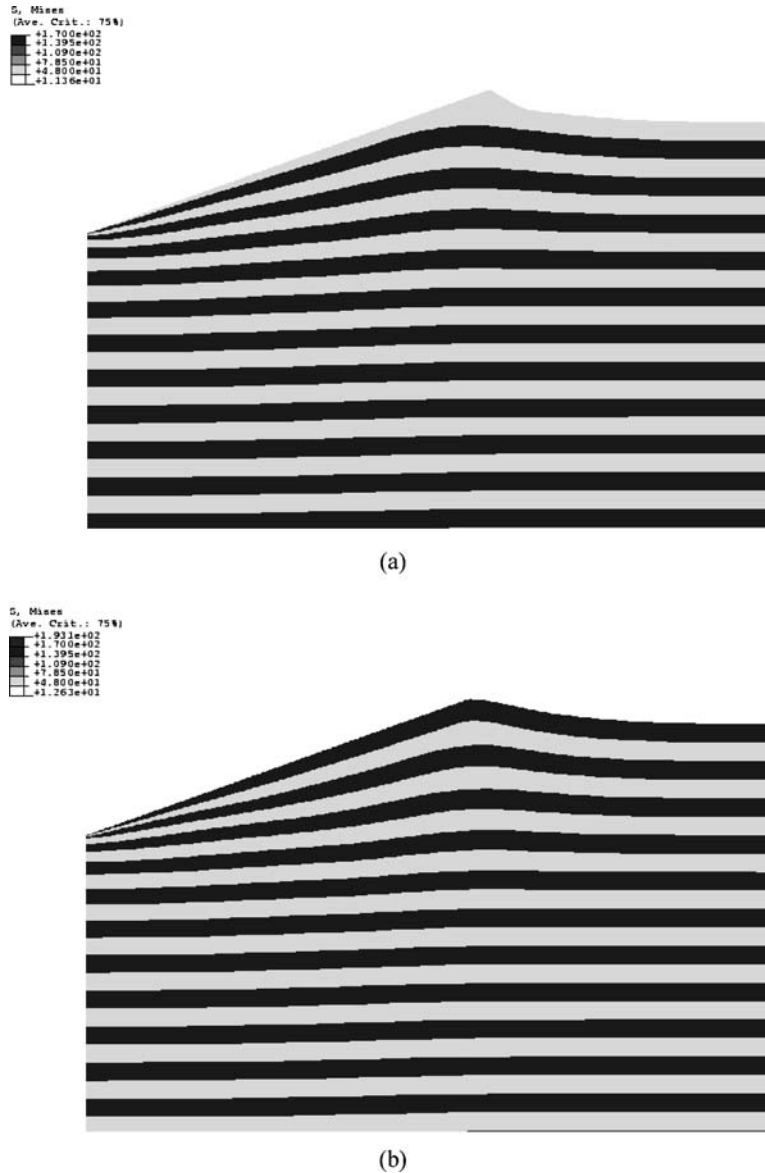 S, Mises
(Ave. Crit.: 75%)
+1.700e+02
+1.395e+02
+1.090e+02
+7.850e+01
+4.800e+01
+1.136e+01
(a)
S, Mises
(Ave. Crit.: 75%)
+1.931e+02
+1.700e+02
+1.395e+02
+1.090e+02
+7.850e+01
+4.800e+01
+1.263e+01
(b)